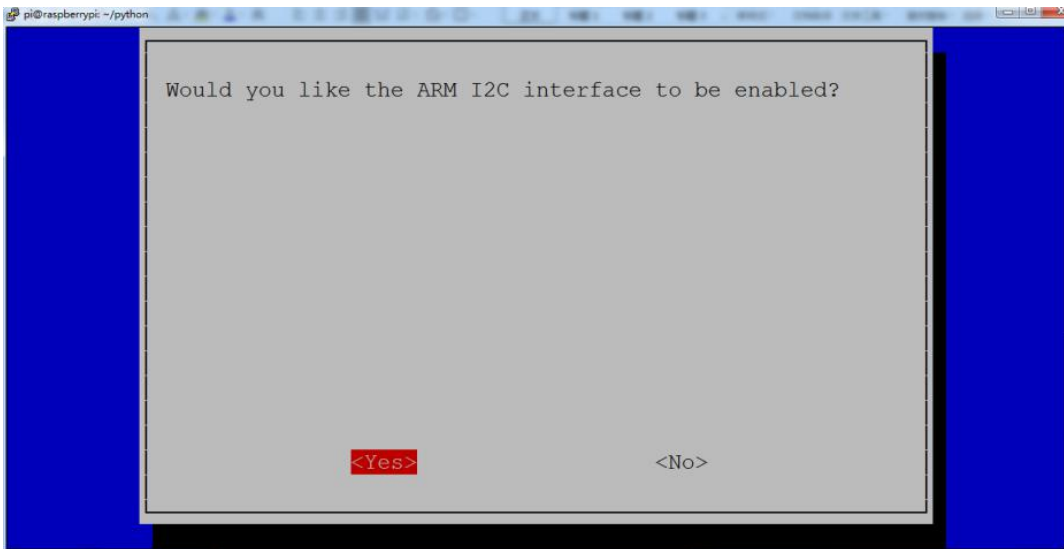 pi@raspberrypi: ~/python
Would you like the ARM I2C interface to be enabled?
<Yes> <No>